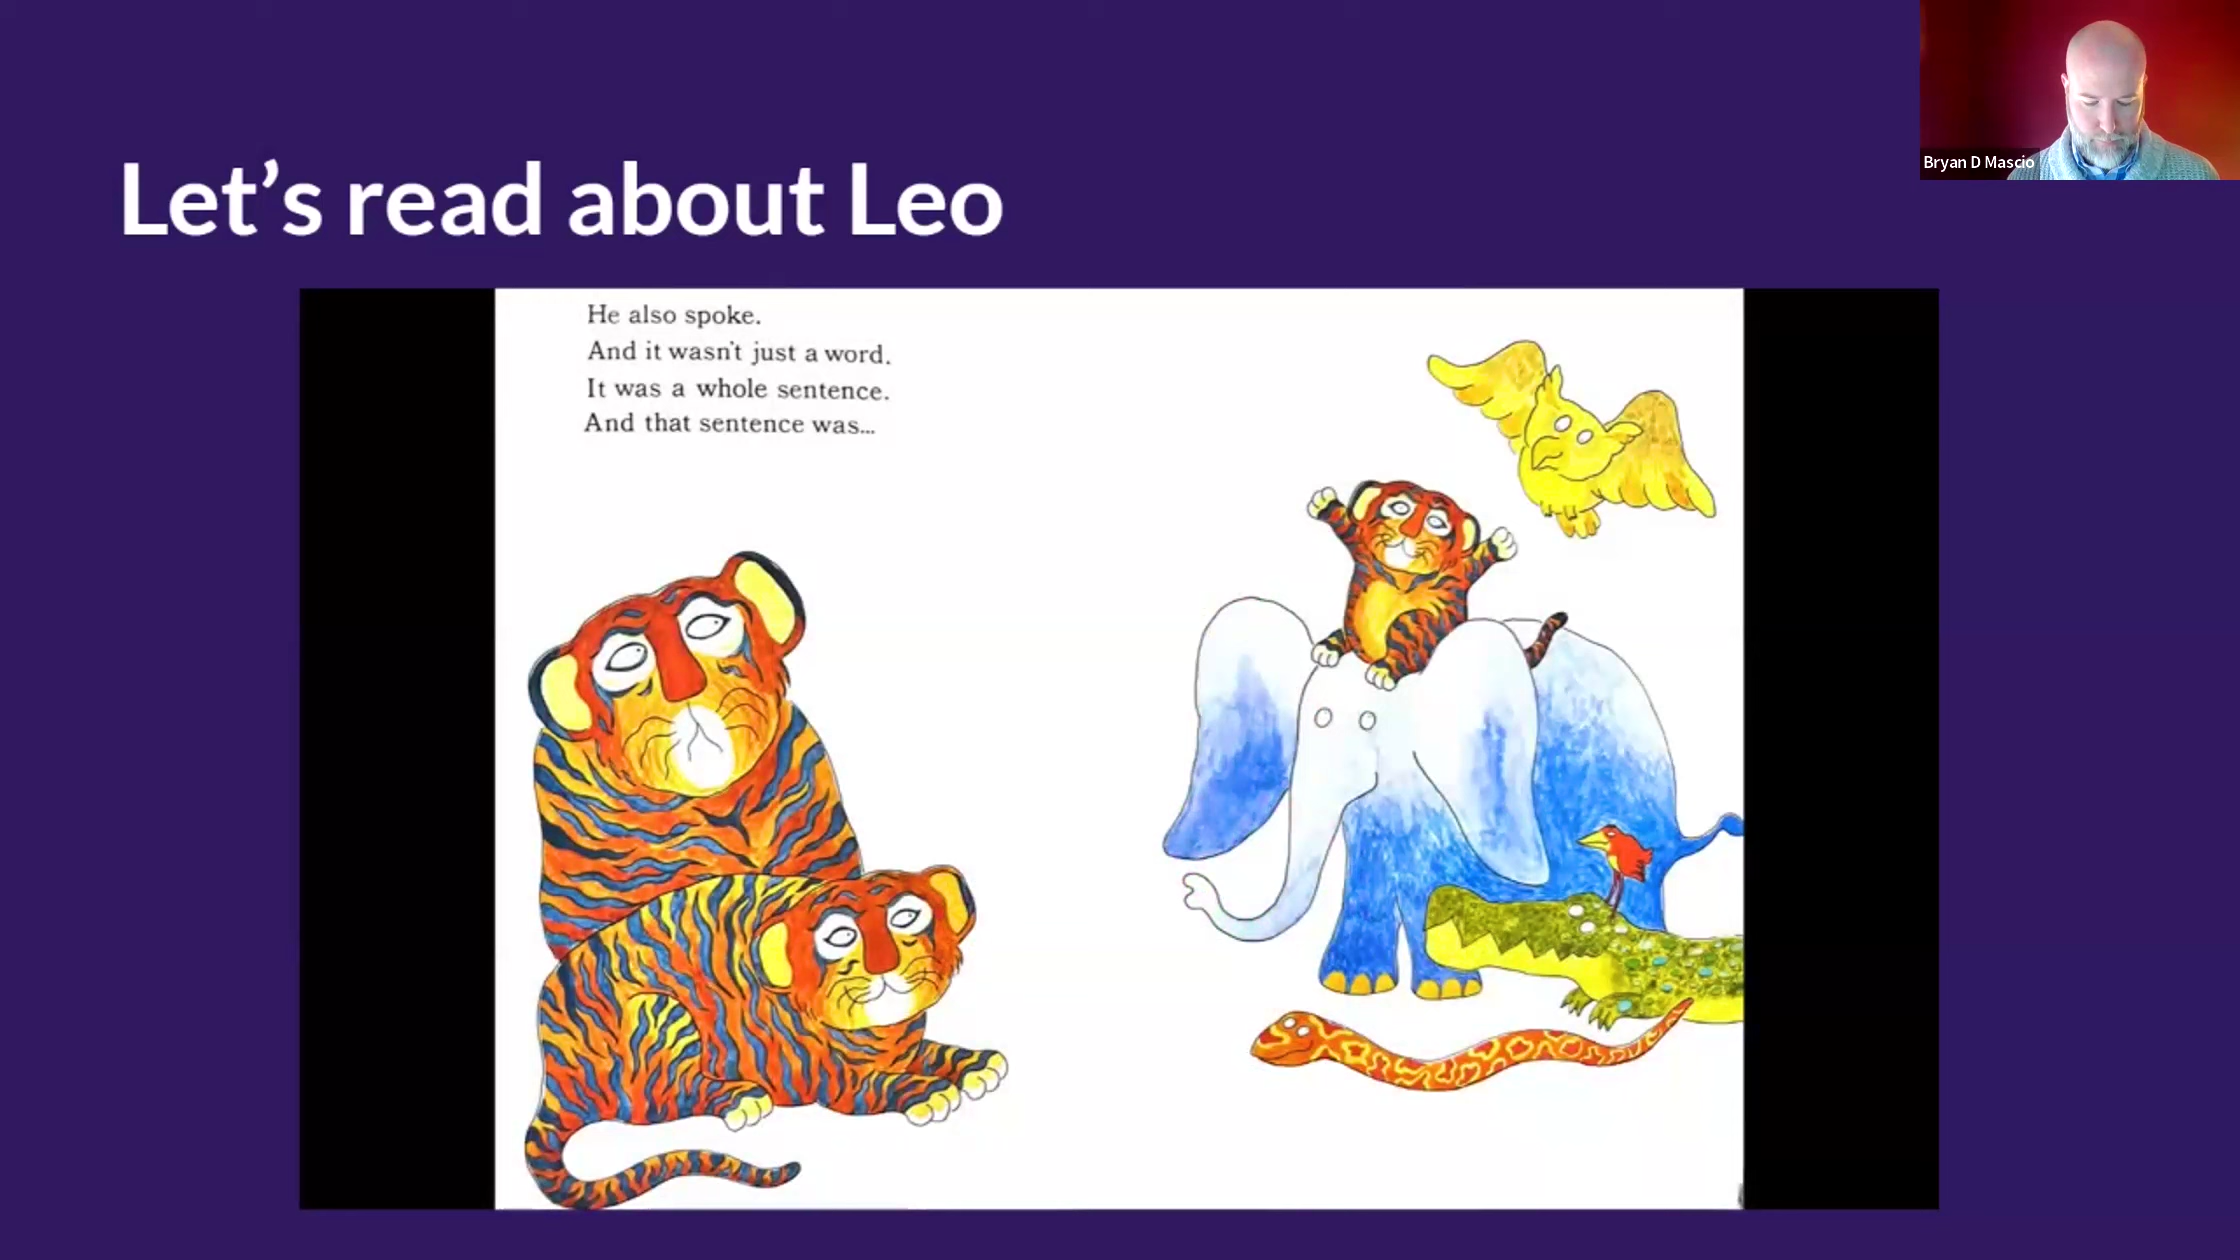 Let’s read about Leo
Bryan D Mascio
He also spoke.
And it wasn't just a word.
It was a whole sentence.
And that sentence was...